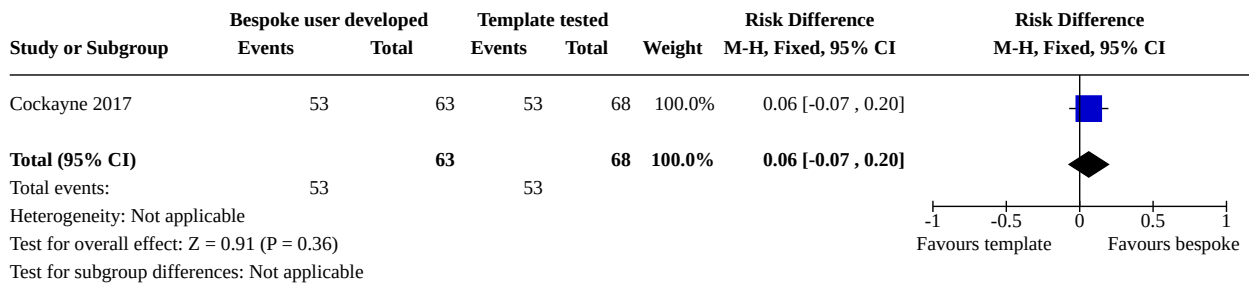 Bespoke user developed Template tested Risk Difference Risk Difference
Study or Subgroup Events Total Events Total Weight M-H, Fixed, 95% CI M-H, Fixed, 95% CI
Cockayne 2017 53 63 53 68 100.0% 0.06 [-0.07 , 0.20]
Total (95% CI) 63 68 100.0% 0.06 [-0.07 , 0.20]
Total events: 53 53
Heterogeneity: Not applicable
-1 -0.5 0 0.5 1
Test for overall effect: Z = 0.91 (P = 0.36)
Favours template Favours bespoke
Test for subgroup differences: Not applicable